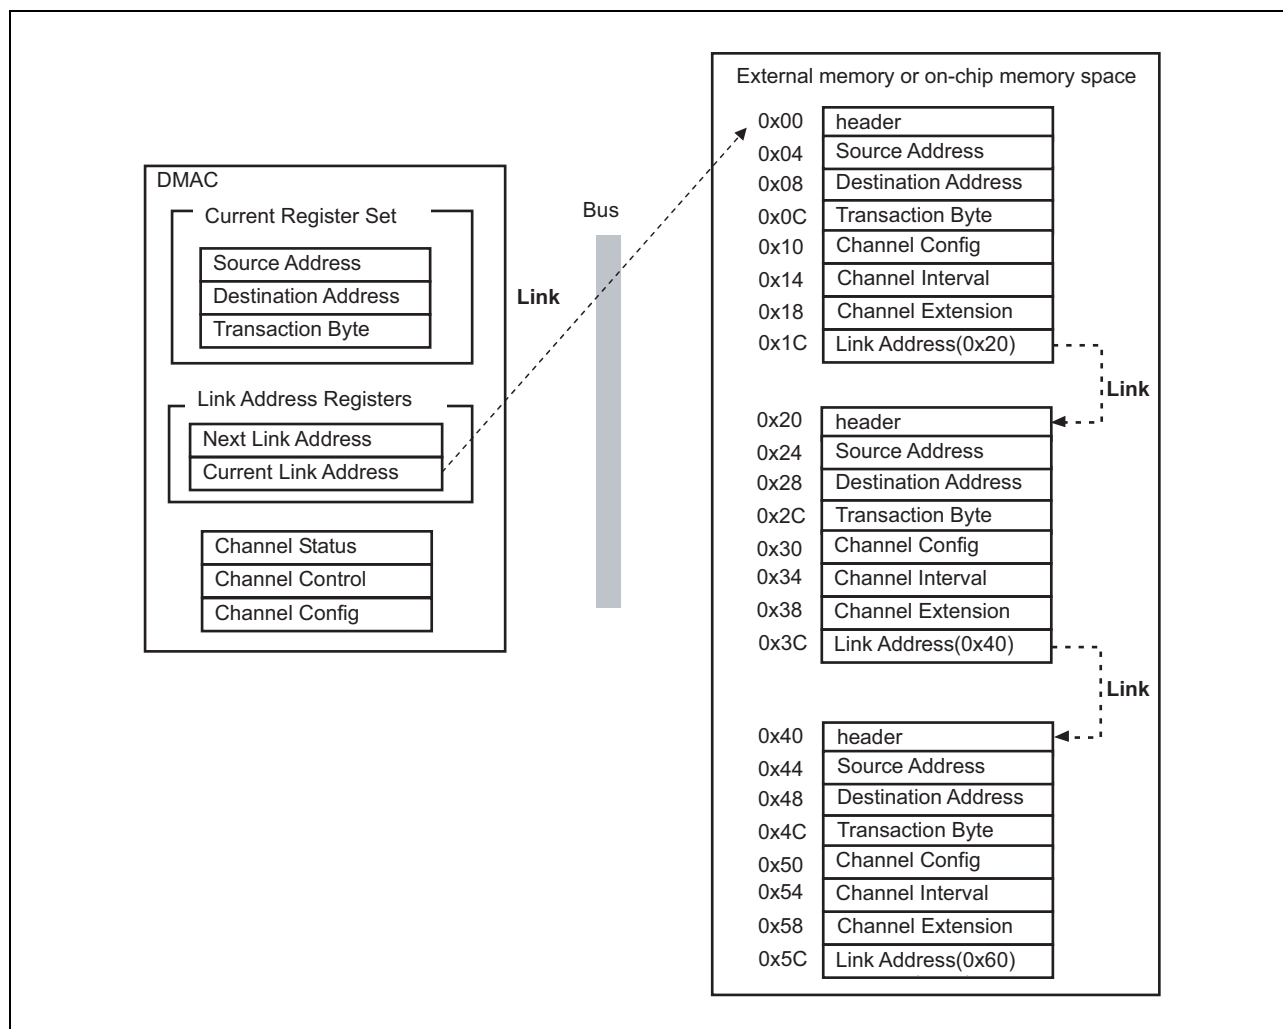 DMAC
Current Register Set
Source Address
Destination Address
Transaction Byte
Link Address Registers
Next Link Address
Current Link Address
Channel Status
Channel Control
Channel Config
Link
Bus
External memory or on-chip memory space
0x00 header
0x04 Source Address
0x08 Destination Address
0x0C Transaction Byte
0x10 Channel Config
0x14 Channel Interval
0x18 Channel Extension
0x1C Link Address(0x20)
Link
0x20 header
0x24 Source Address
0x28 Destination Address
0x2C Transaction Byte
0x30 Channel Config
0x34 Channel Interval
0x38 Channel Extension
0x3C Link Address(0x40)
Link
0x40 header
0x44 Source Address
0x48 Destination Address
0x4C Transaction Byte
0x50 Channel Config
0x54 Channel Interval
0x58 Channel Extension
0x5C Link Address(0x60)